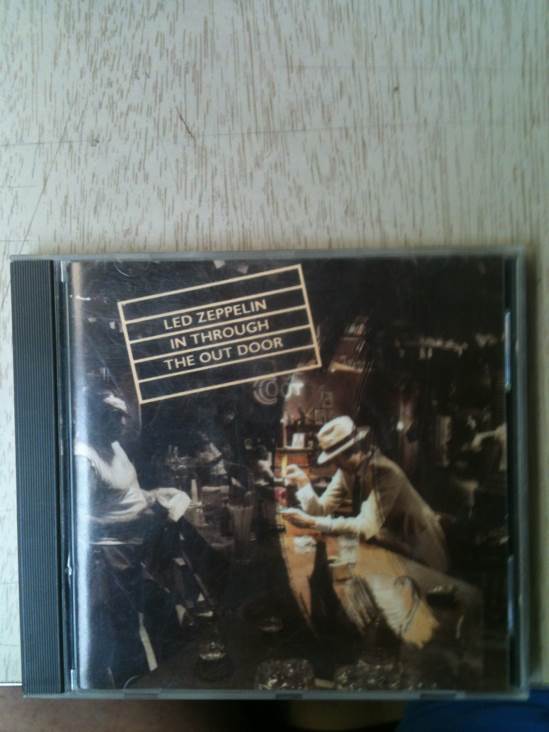 LED ZEPPELIN
IN THROUGH
THE OUT DOOR